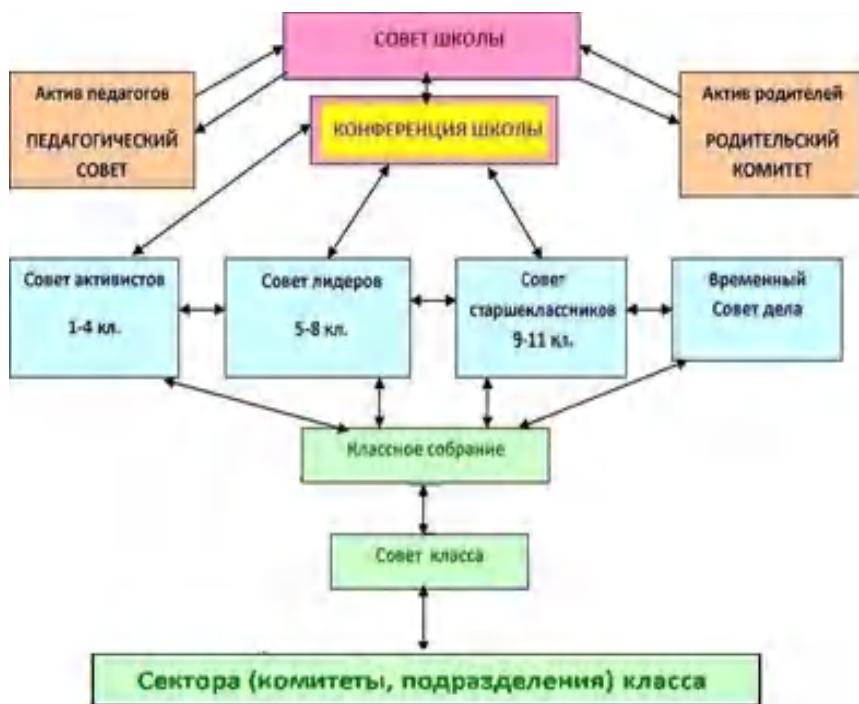 СОВЕТ ШКОЛЫ
Актив педагогов
ПЕДАГОГИЧЕСКИЙ
СОВЕТ
КОНФЕРЕНЦИЯ ШКОЛЫ
Актив родителей
РОДИТЕЛЬСКИЙ
КОМИТЕТ
Совет активистов
1-4 кл.
Совет лидеров
5-8 кл.
Совет
старшеклассников
9-11 кл.
Временный
Совет дела
Классное собрание
Совет класса
Сектора (комитеты, подразделения) класса